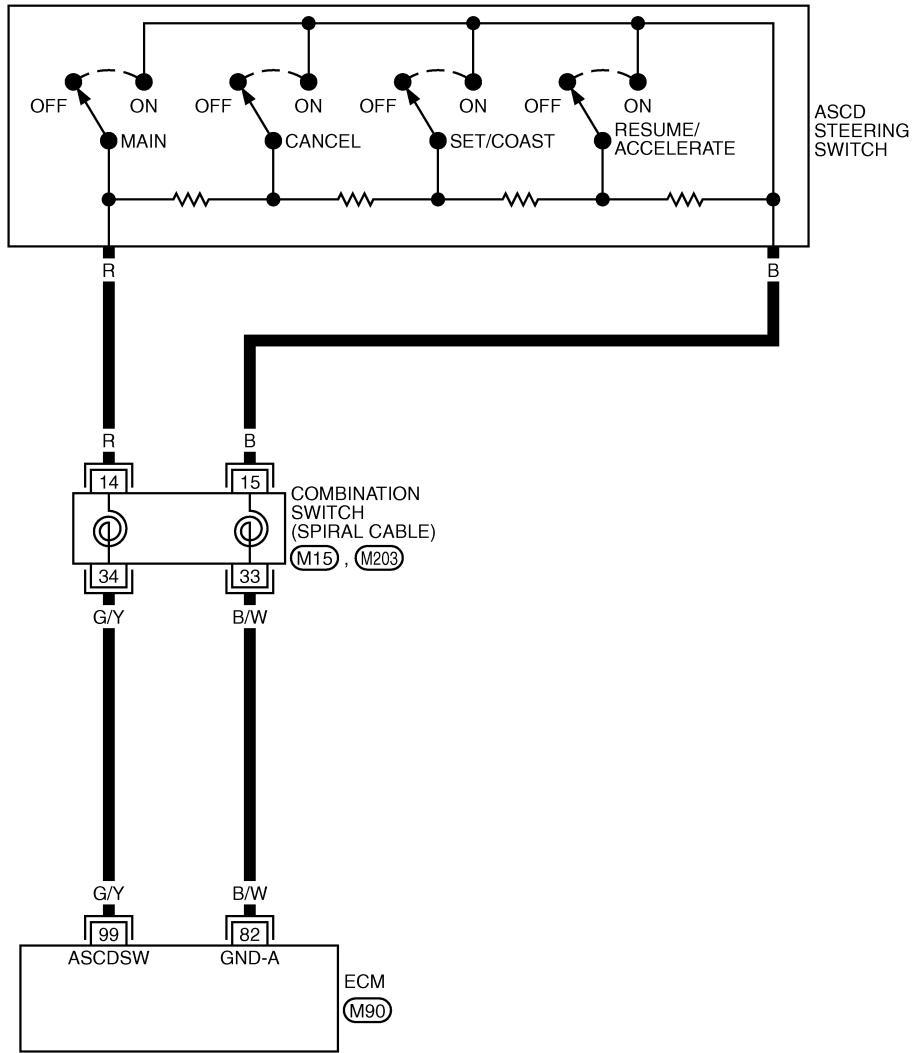 OFF ON OFF ON OFF ON OFF ON
MAIN CANCEL SET/COAST RESUME/
ACCELERATE
ASCD
STEERING
SWITCH
R B
R B
14 15
COMBINATION
SWITCH
(SPIRAL CABLE)
M15 , M203
34 33
G/Y B/W
G/Y B/W
99 82
ASCDSW GND-A
ECM
M90